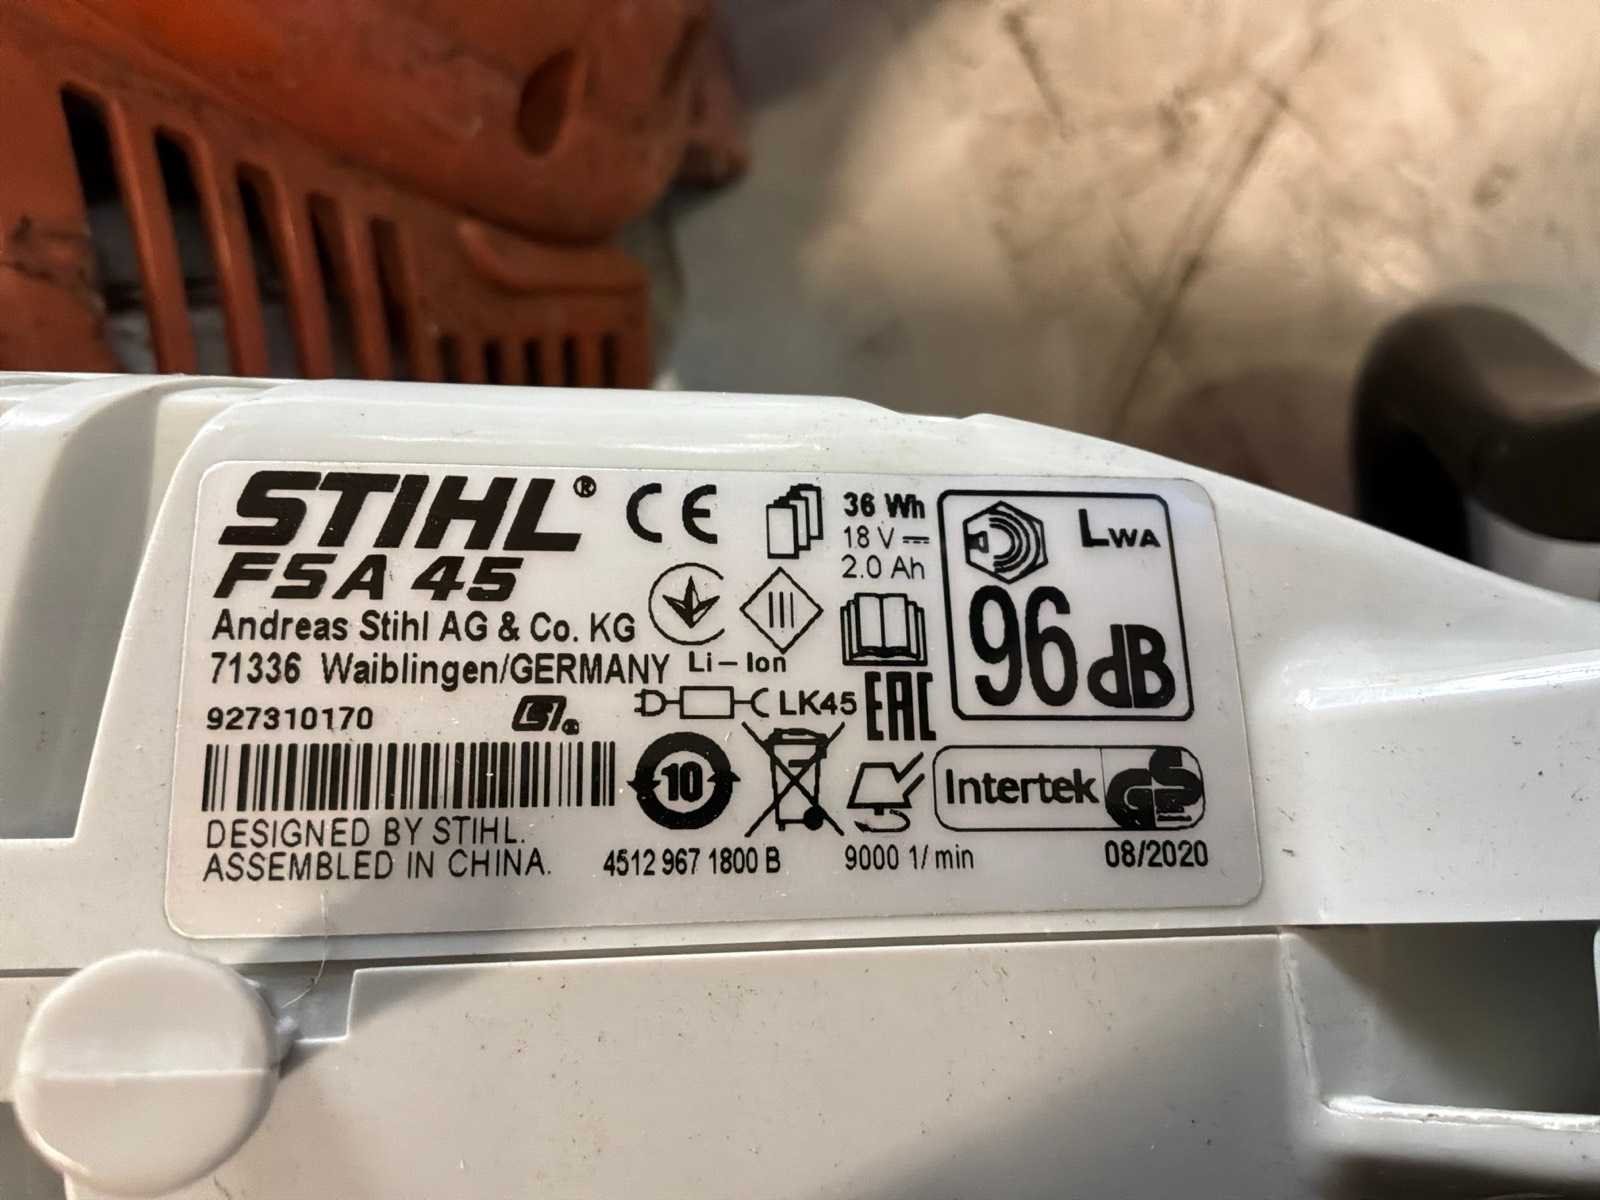 STIHL®
FSA 45
Andreas Stihl AG & Co. KG
71336 Waiblingen/GERMANY
927310170
DESIGNED BY STIHL.
ASSEMBLED IN CHINA.
CE
36 Wh
18 V
2.0 Ah
Li-Ion
LK45
EAC
10
4512 967 1800 B
9000 1/min
LWA
96 dB
Intertek GS
08/2020